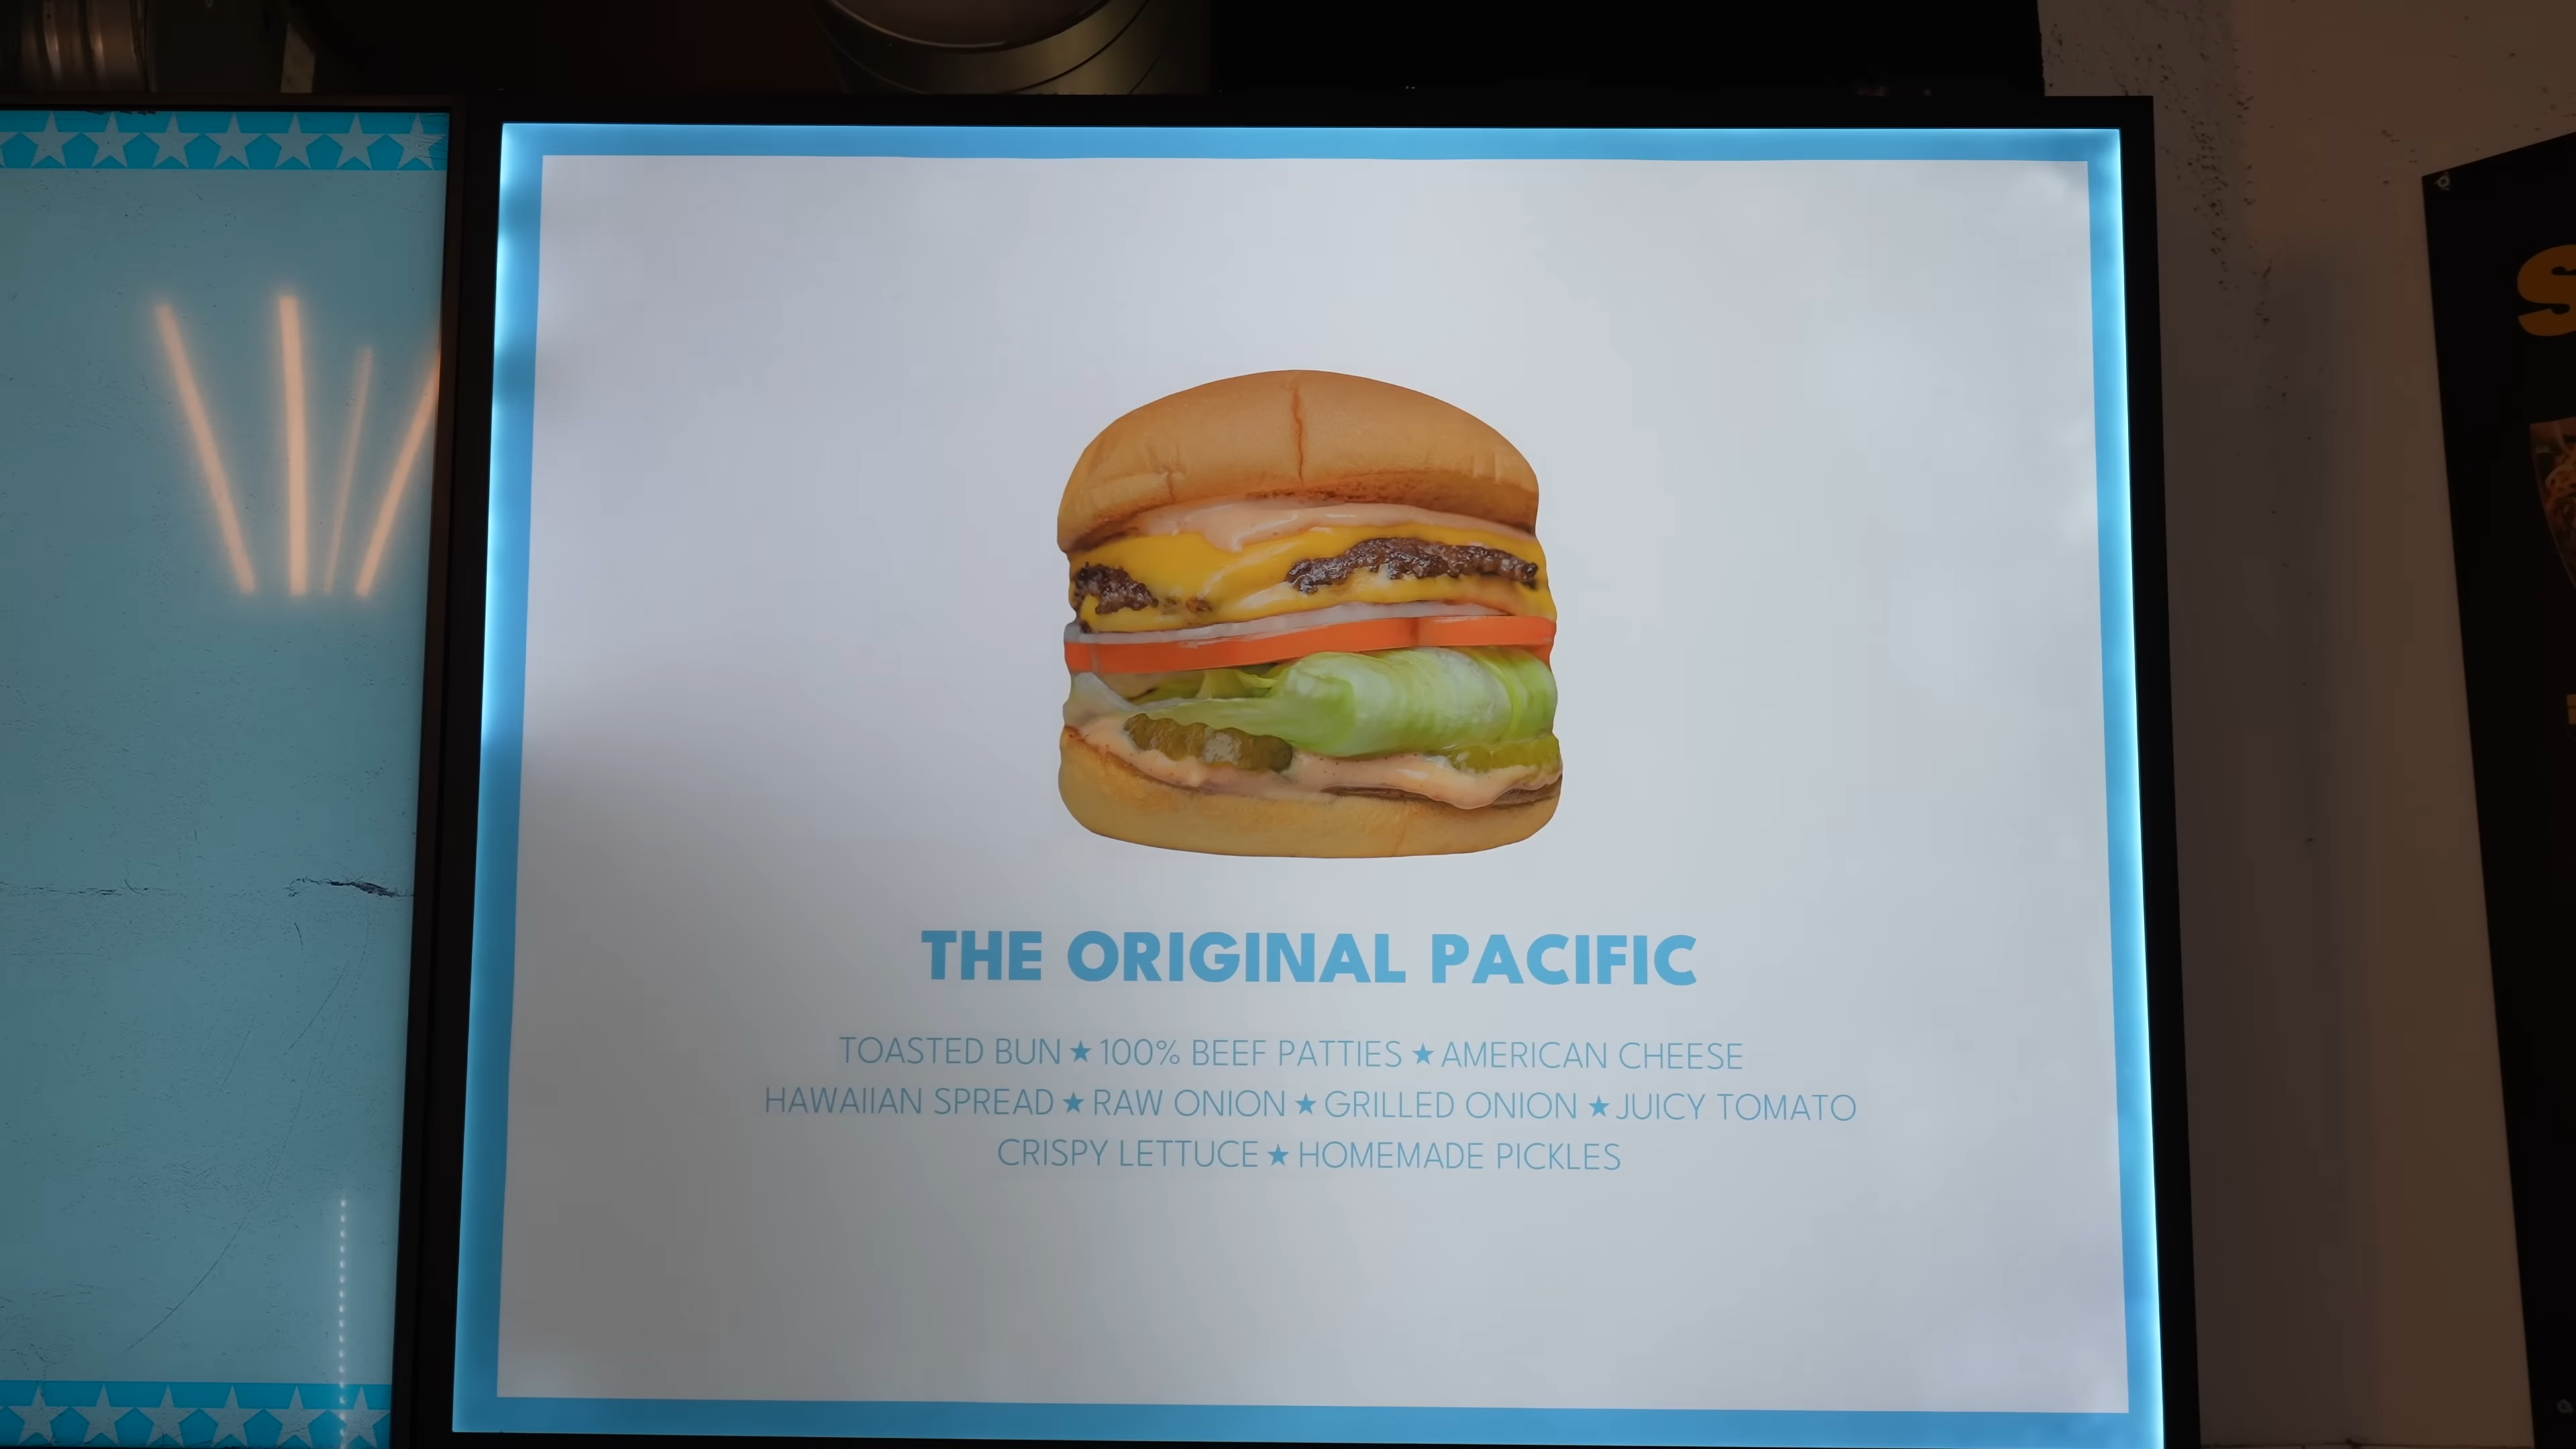 THE ORIGINAL PACIFIC
TOASTED BUN ★ 100% BEEF PATTIES ★ AMERICAN CHEESE
HAWAIIAN SPREAD ★ RAW ONION ★ GRILLED ONION ★ JUICY TOMATO
CRISPY LETTUCE ★ HOMEMADE PICKLES